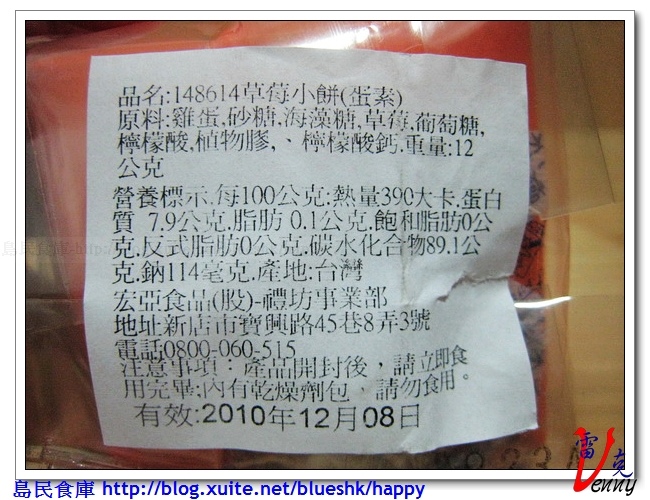 品名:148614草莓小餅(蛋素)
原料:雞蛋,砂糖,海藻糖,草莓,葡萄糖,
檸檬酸,植物膠,、檸檬酸鈣.重量:12
公克
營養標示.每100公克:熱量390大卡.蛋白
質 7.9公克.脂肪 0.1公克.飽和脂肪0公
克.反式脂肪0公克.碳水化合物89.1公
克.鈉114毫克.產地:台灣
宏亞食品(股)-禮坊事業部
地址新店市寶興路45巷8弄3號
電話0800-060-515
注意事項：產品開封後，請立即食
用完畢;內有乾燥劑包，請勿食用。
有效:2010年12月08日
雷克
Venny
島民食庫 http://blog.xuite.net/blueshk/happy